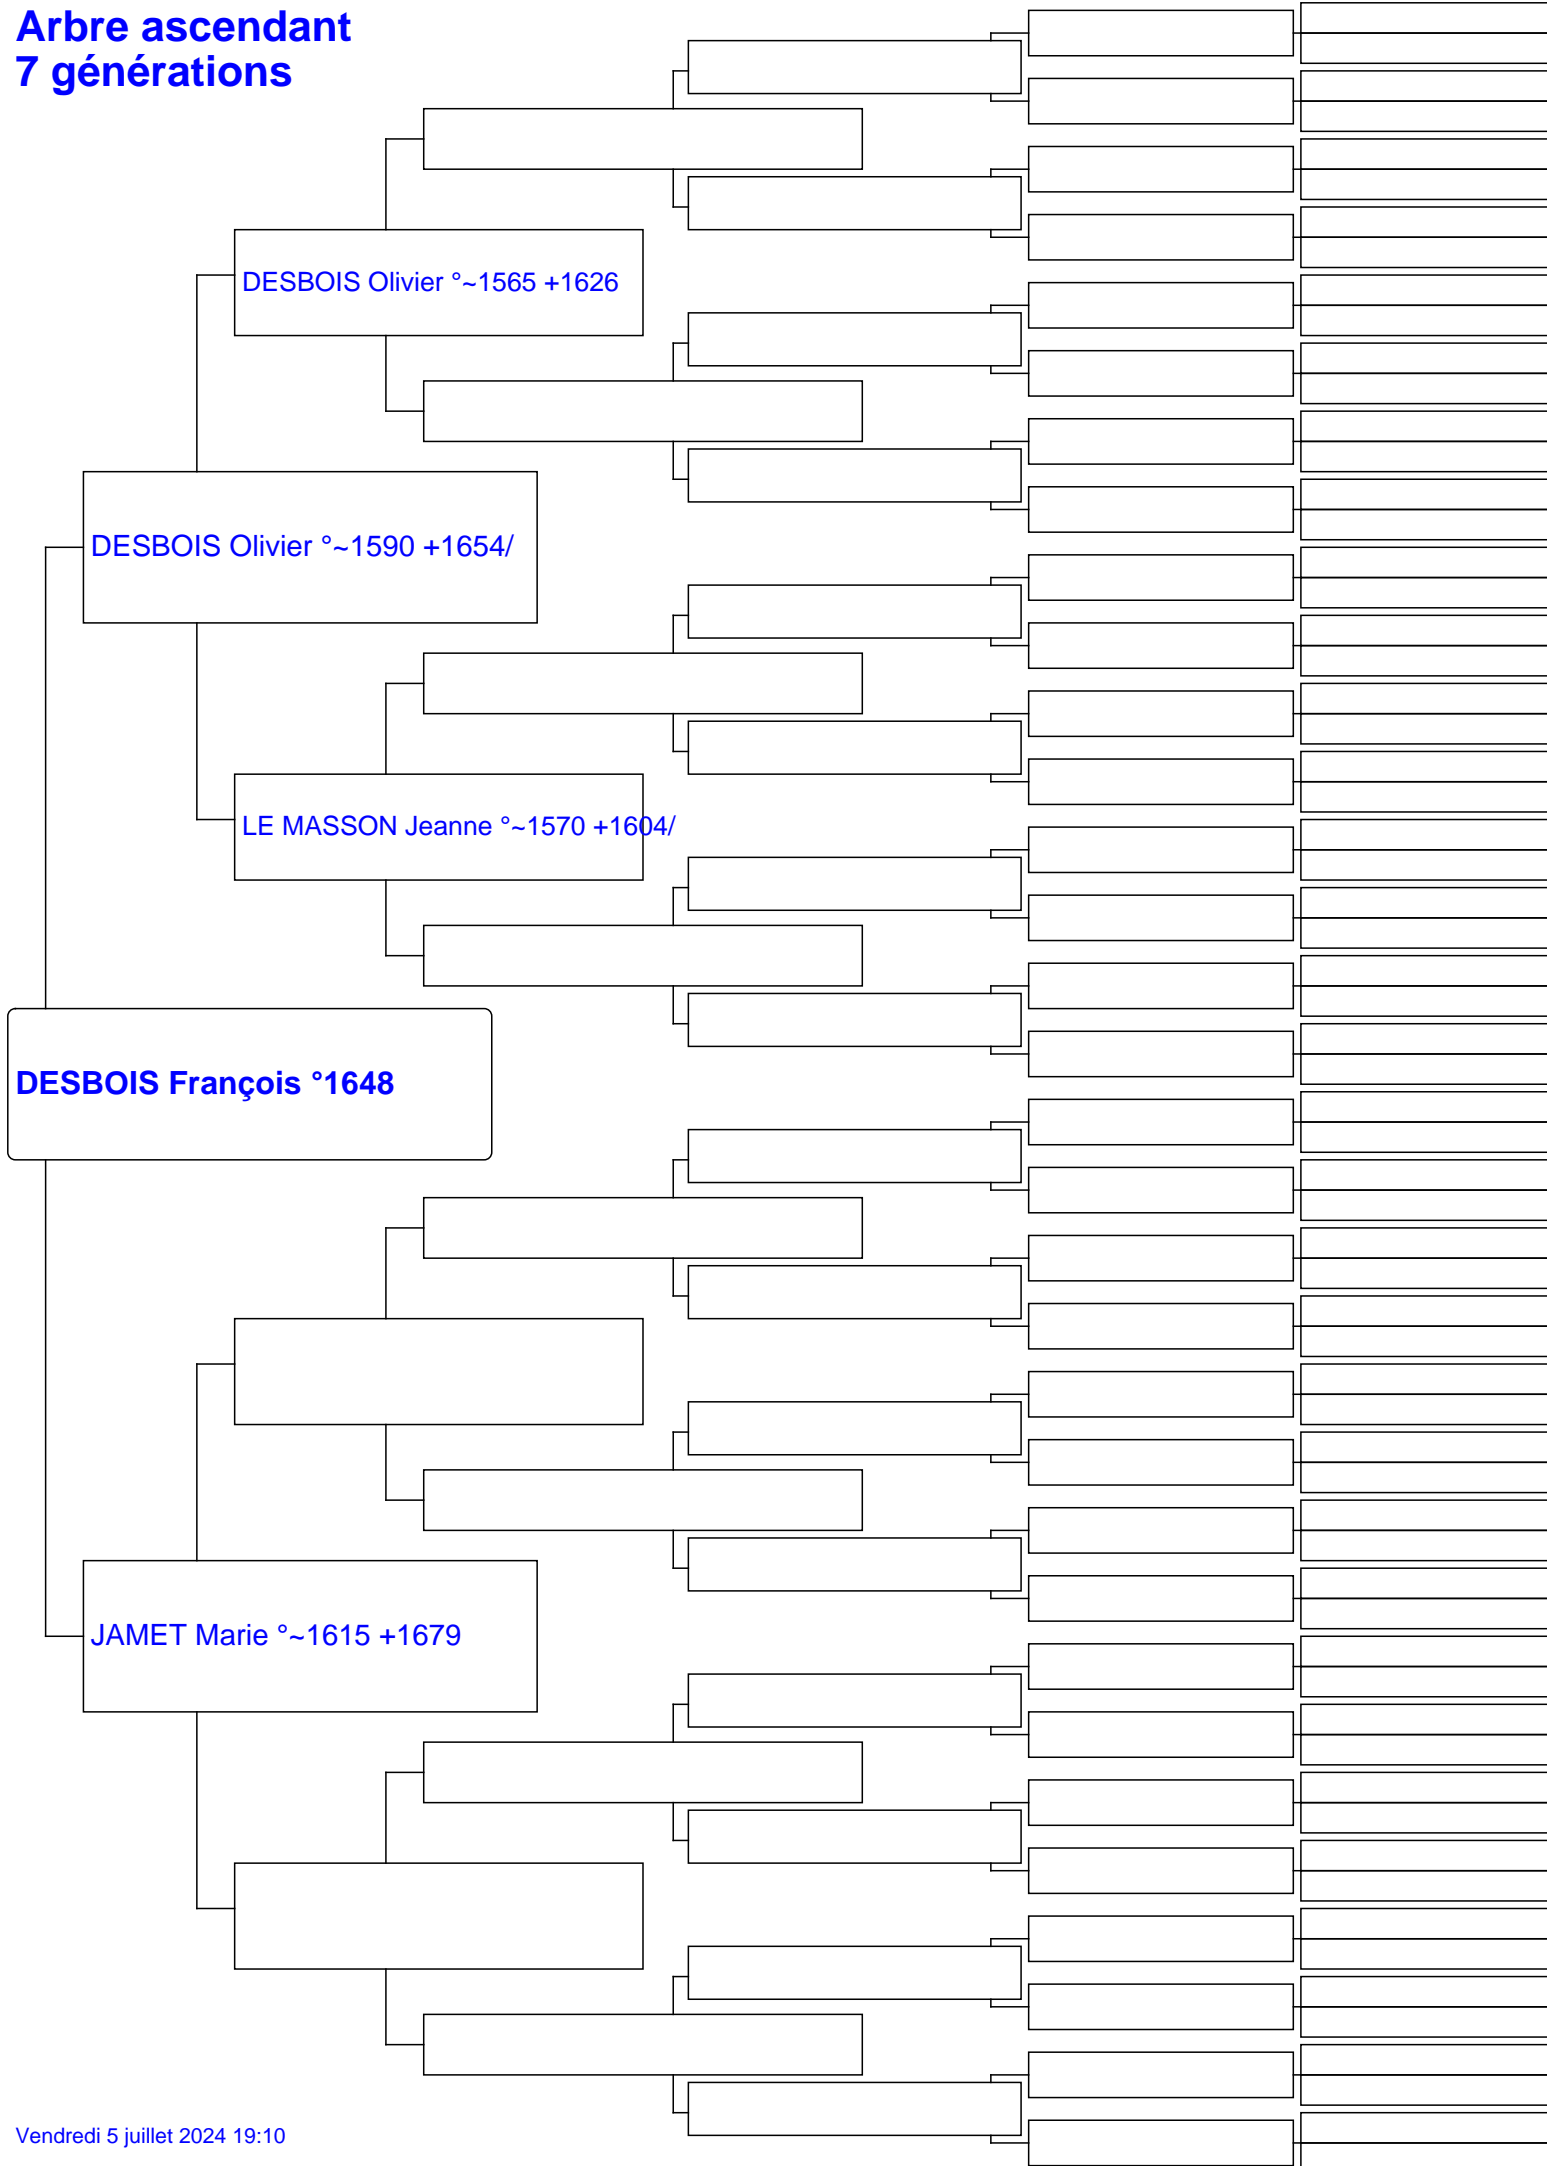 Arbre ascendant
7 générations
DESBOIS Olivier °~1565 +1626
DESBOIS Olivier °~1590 +1654/
LE MASSON Jeanne °~1570 +1604/
DESBOIS François °1648
JAMET Marie °~1615 +1679
Vendredi 5 juillet 2024 19:10